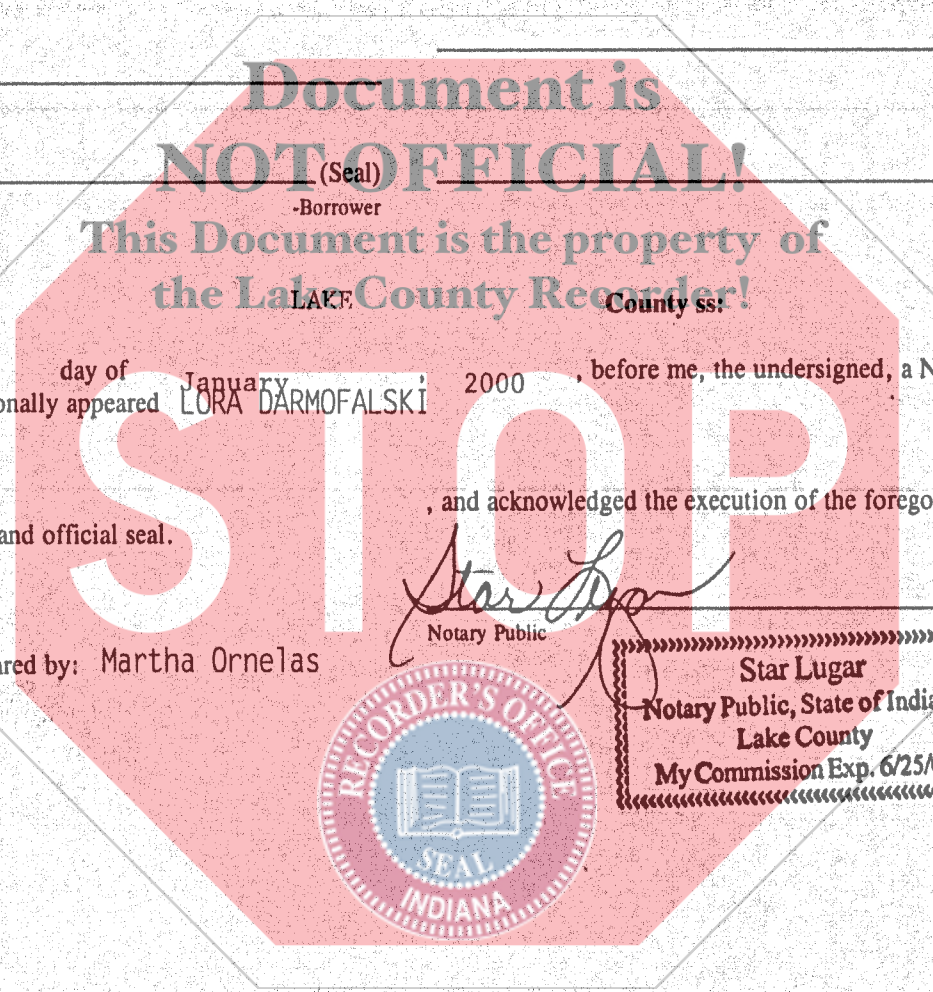 Document is
NOT OFFICIAL!
(Seal)
-Borrower
This Document is the property of
the Lake County Recorder!
LAKE County ss:
day of January, 2000, before me, the undersigned, a N
onally appeared LORA DARMOFALSKI
STOP
, and acknowledged the execution of the forego
and official seal.
Star Lugar
Notary Public
ared by: Martha Ornelas
Star Lugar
Notary Public, State of India
Lake County
My Commission Exp. 6/25/
RECORDER'S OFFICE
SEAL
INDIANA